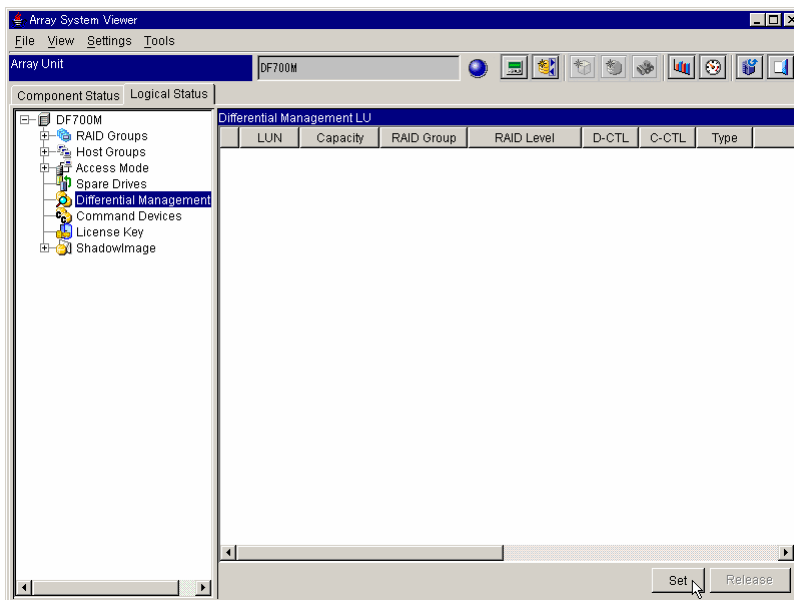 Array System Viewer
File View Settings Tools
Array Unit
DF700M
Component Status Logical Status
DF700M
RAID Groups
Host Groups
Access Mode
Spare Drives
Differential Management
Command Devices
License Key
ShadowImage
Differential Management LU
LUN Capacity RAID Group RAID Level D-CTL C-CTL Type
Set Release